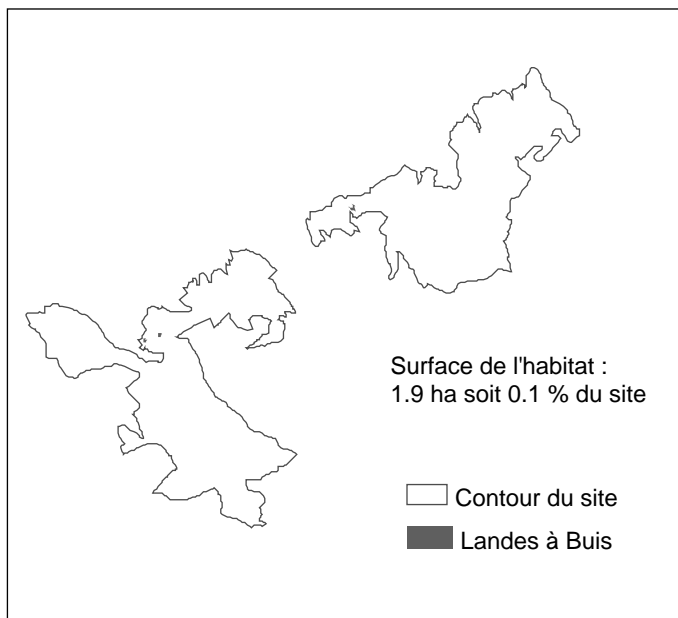 Surface de l'habitat :
1.9 ha soit 0.1 % du site
Contour du site
Landes à Buis